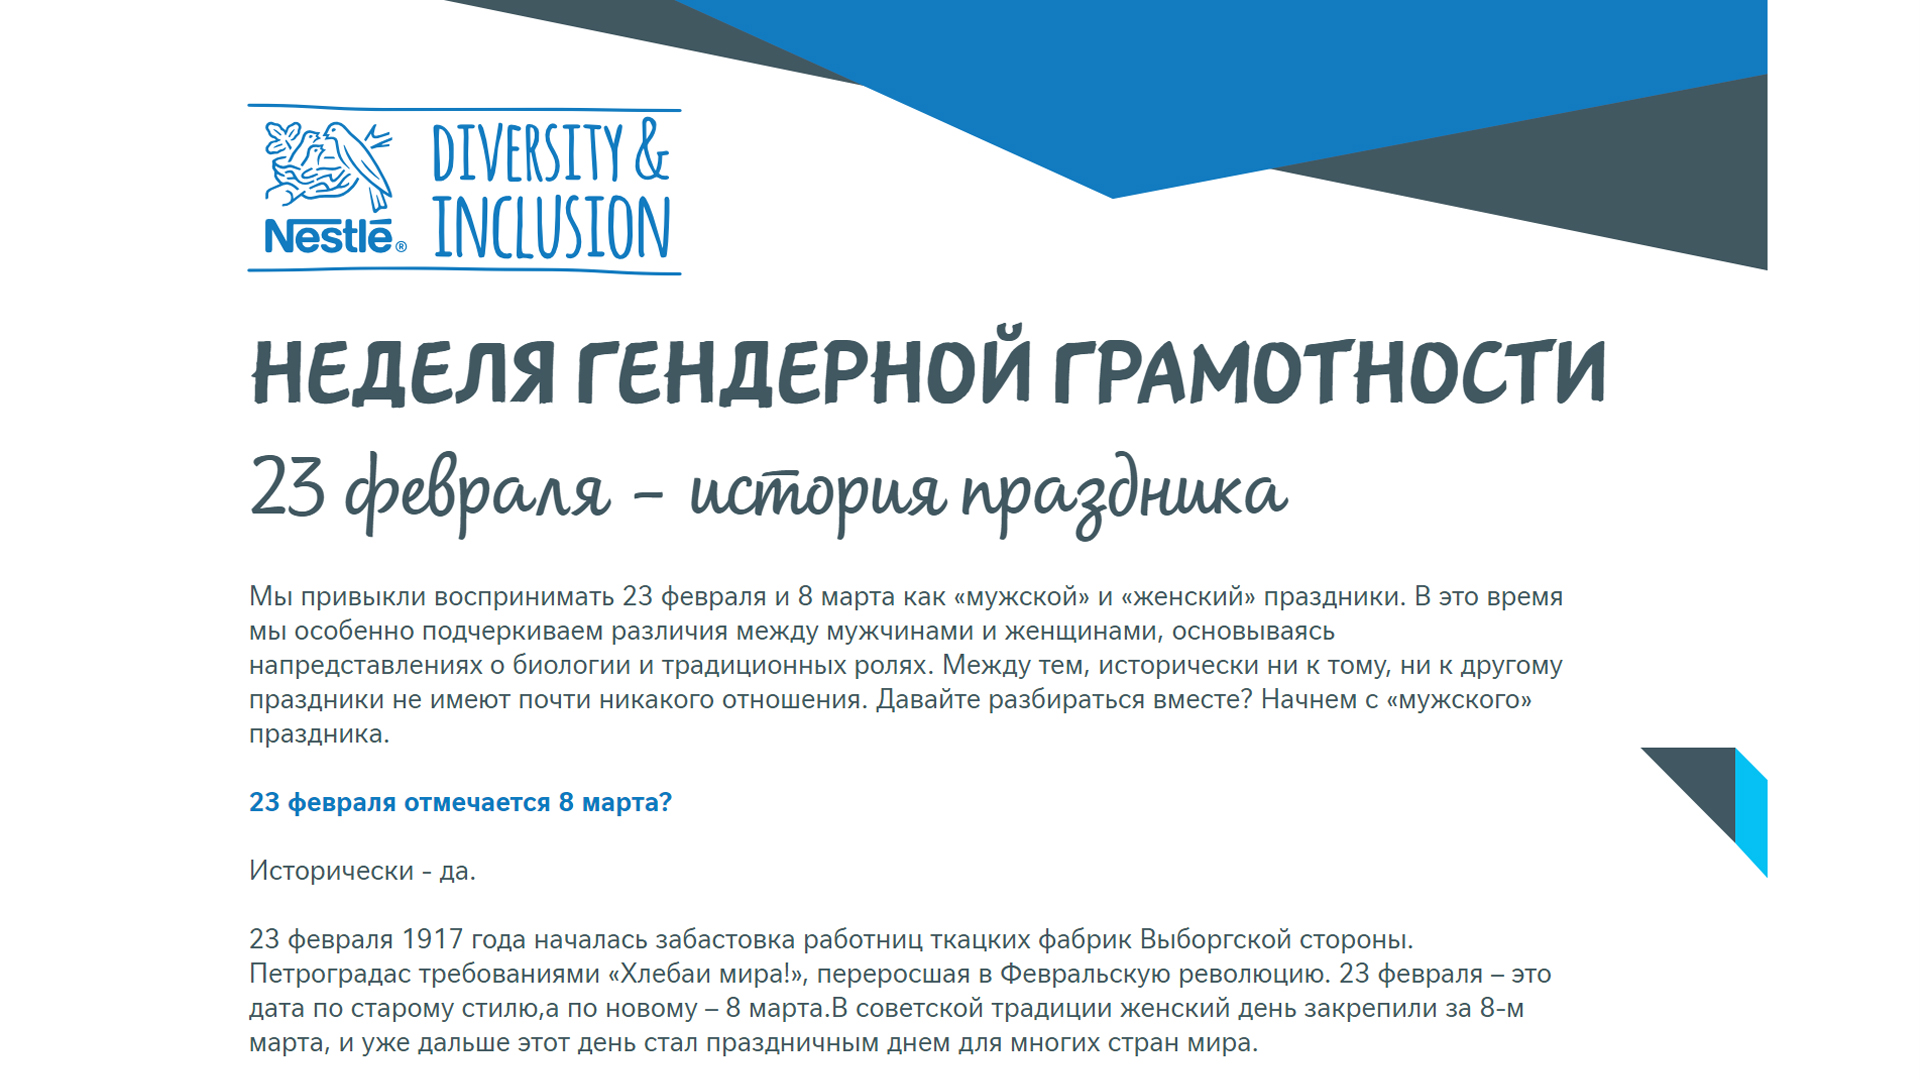 Nestlé®
DIVERSITY &
INCLUSION
НЕДЕЛЯ ГЕНДЕРНОЙ ГРАМОТНОСТИ
23 февраля – история праздника
Мы привыкли воспринимать 23 февраля и 8 марта как «мужской» и «женский» праздники. В это время
мы особенно подчеркиваем различия между мужчинами и женщинами, основываясь
напредставлениях о биологии и традиционных ролях. Между тем, исторически ни к тому, ни к другому
праздники не имеют почти никакого отношения. Давайте разбираться вместе? Начнем с «мужского»
праздника.
23 февраля отмечается 8 марта?
Исторически - да.
23 февраля 1917 года началась забастовка работниц ткацких фабрик Выборгской стороны.
Петроградас требованиями «Хлебаи мира!», переросшая в Февральскую революцию. 23 февраля – это
дата по старому стилю,а по новому – 8 марта.В советской традиции женский день закрепили за 8-м
марта, и уже дальше этот день стал праздничным днем для многих стран мира.